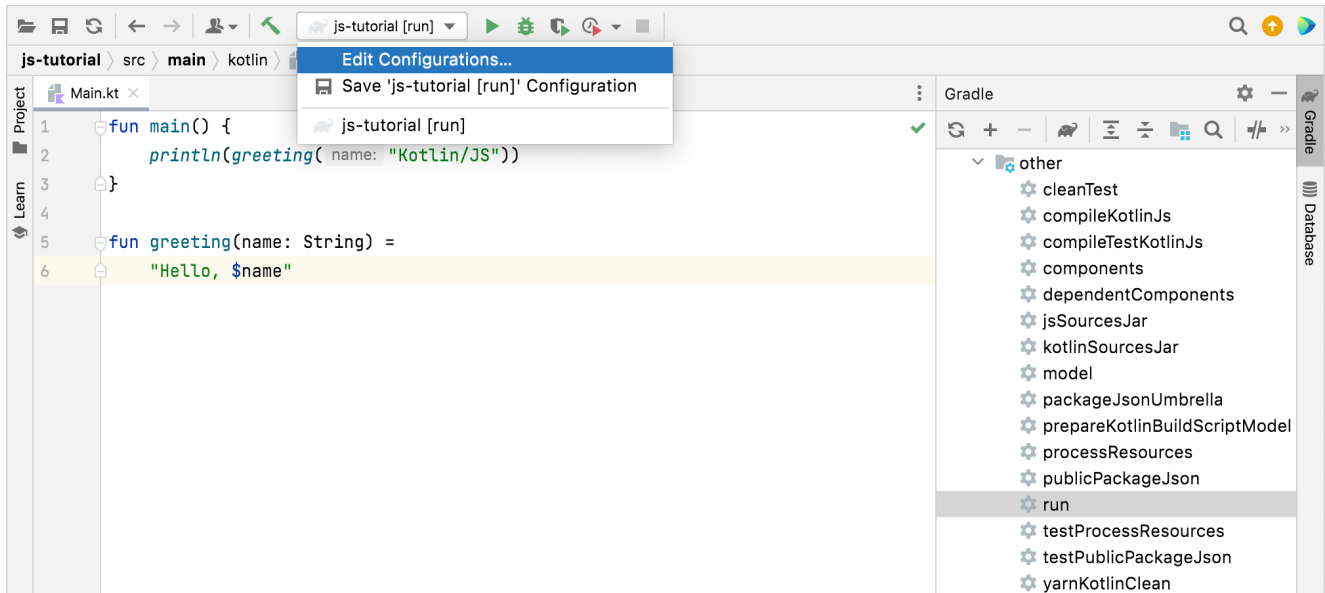 js-tutorial [run]
js-tutorial src main kotlin
Edit Configurations...
Save 'js-tutorial [run]' Configuration
js-tutorial [run]
Project
Learn
Main.kt
1 fun main() {
2 println(greeting( name: "Kotlin/JS"))
3 }
4
5 fun greeting(name: String) =
6 "Hello, $name"
Gradle
other
cleanTest
compileKotlinJs
compileTestKotlinJs
components
dependentComponents
jsSourcesJar
kotlinSourcesJar
model
packageJsonUmbrella
prepareKotlinBuildScriptModel
processResources
publicPackageJson
run
testProcessResources
testPublicPackageJson
yarnKotlinClean
Gradle
Database